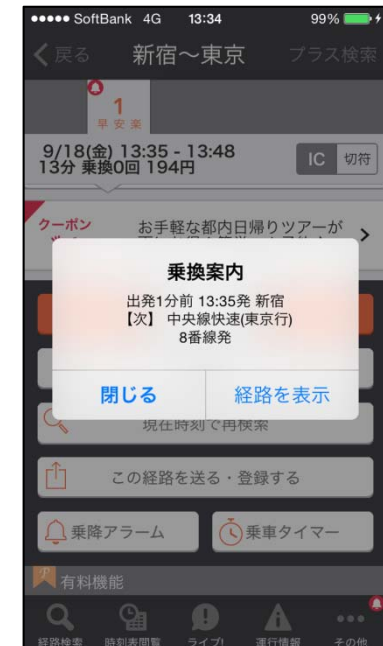 SoftBank 4G 13:34 99%
戻る 新宿～東京 プラス検索
1
早安楽
9/18(金) 13:35 - 13:48
13分 乗換0回 194円
IC 切符
クーポン お手軽な都内日帰りツアーが
乗換案内
出発1分前 13:35発 新宿
【次】 中央線快速(東京行)
8番線発
閉じる 経路を表示
現在時刻で再検索
この経路を送る・登録する
乗降アラーム 乗車タイマー
有料機能
経路検索 時刻表閲覧 ライブ! 運行情報 その他